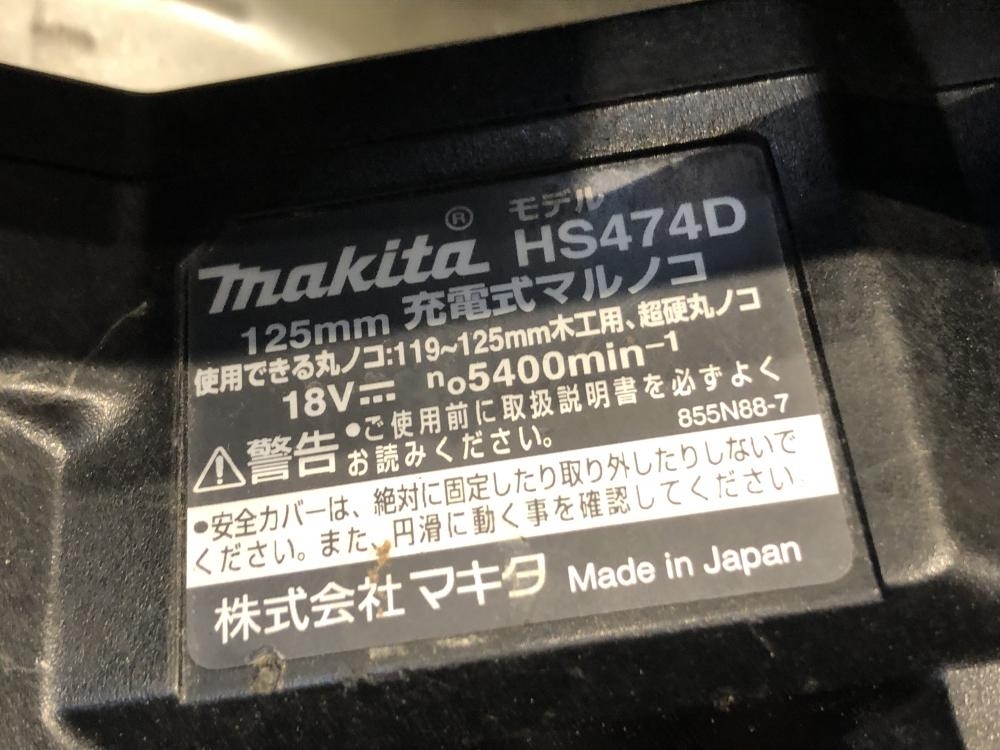 モデル
makita® HS474D
125mm 充電式マルノコ
使用できる丸ノコ:119~125mm木工用、超硬丸ノコ
18V⎓ n₀5400min⁻¹
⚠警告 •ご使用前に取扱説明書を必ずよく
お読みください。 855N88-7
•安全カバーは、絶対に固定したり取り外したりしないで
ください。また、円滑に動く事を確認してください。
株式会社マキタ Made in Japan